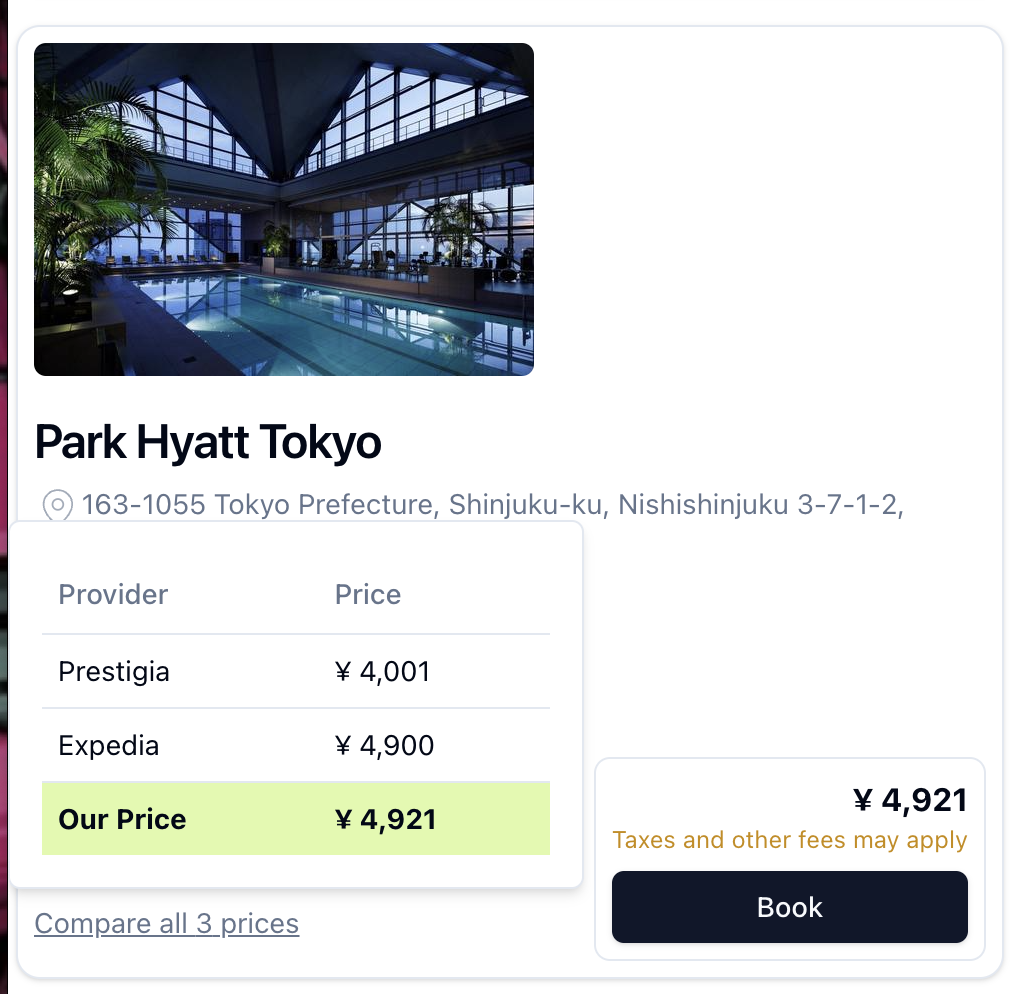 Park Hyatt Tokyo
163-1055 Tokyo Prefecture, Shinjuku-ku, Nishishinjuku 3-7-1-2,
Provider Price
Prestigia ¥ 4,001
Expedia ¥ 4,900
Our Price ¥ 4,921
Compare all 3 prices
¥ 4,921
Taxes and other fees may apply
Book